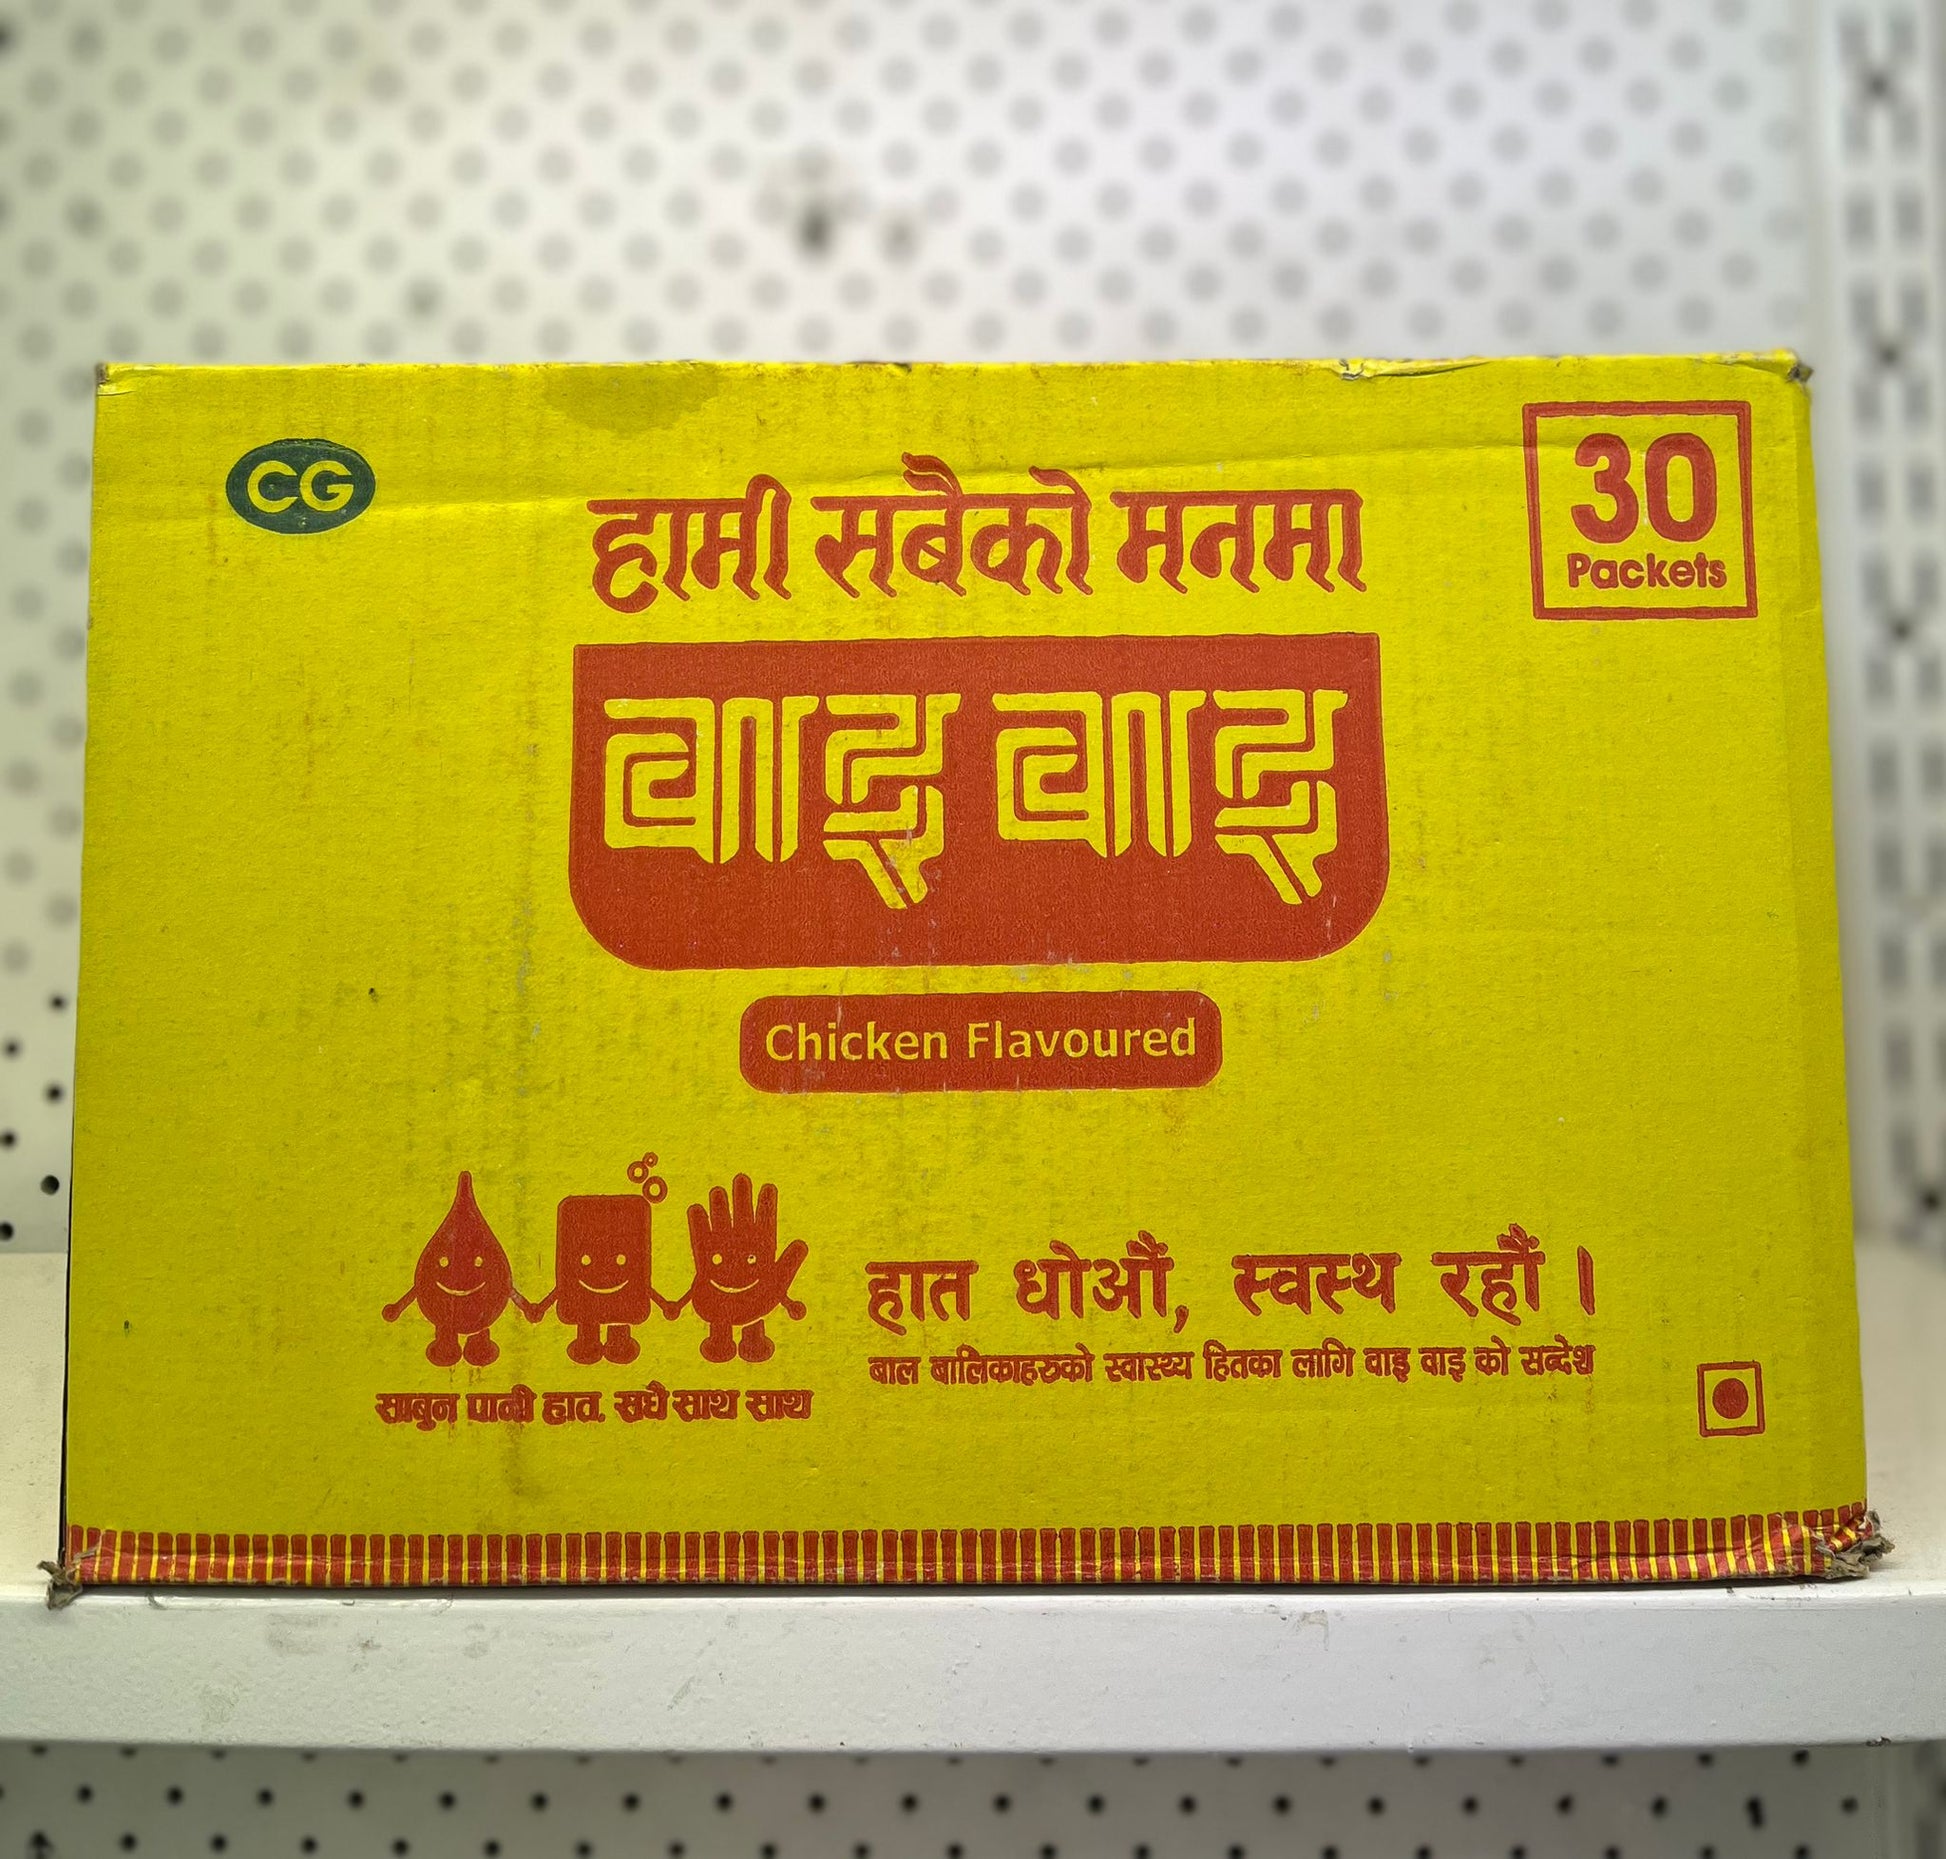 CG
हामी सबैको मनमा
30
Packets
वाइ वाइ
Chicken Flavoured
हात धोऔं, स्वस्थ रहौं ।
बाल बालिकाहरुको स्वास्थ्य हितका लागि वाइ वाइ को सन्देश
साबुन पानी हात, सधै साथ साथ